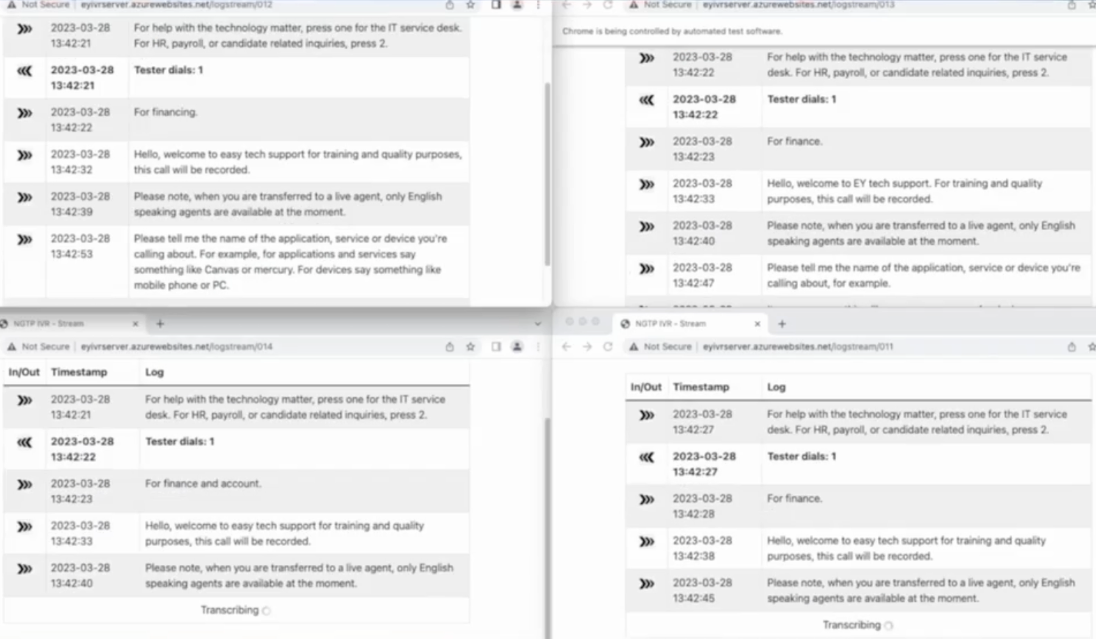 Not Secure eyivrserver.azurewebsites.net/logstream/012
2023-03-28 For help with the technology matter, press one for the IT service desk.
13:42:21 For HR, payroll, or candidate related inquiries, press 2.
2023-03-28 Tester dials: 1
13:42:21
2023-03-28 For financing.
13:42:22
2023-03-28 Hello, welcome to easy tech support for training and quality purposes,
13:42:32 this call will be recorded.
2023-03-28 Please note, when you are transferred to a live agent, only English
13:42:39 speaking agents are available at the moment.
2023-03-28 Please tell me the name of the application, service or device you're
13:42:53 calling about. For example, for applications and services say
something like Canvas or mercury. For devices say something like
mobile phone or PC.
Not Secure eyivrserver.azurewebsites.net/logstream/013
Chrome is being controlled by automated test software.
2023-03-28 For help with the technology matter, press one for the IT service
13:42:22 desk. For HR, payroll, or candidate related inquiries, press 2.
2023-03-28 Tester dials: 1
13:42:22
2023-03-28 For finance.
13:42:23
2023-03-28 Hello, welcome to EY tech support. For training and quality
13:42:33 purposes, this call will be recorded.
2023-03-28 Please note, when you are transferred to a live agent, only English
13:42:40 speaking agents are available at the moment.
2023-03-28 Please tell me the name of the application, service or device you're
13:42:47 calling about, for example.
NGTP IVR - Stream
Not Secure eyivrserver.azurewebsites.net/logstream/014
In/Out Timestamp Log
2023-03-28 For help with the technology matter, press one for the IT service
13:42:21 desk. For HR, payroll, or candidate related inquiries, press 2.
2023-03-28 Tester dials: 1
13:42:22
2023-03-28 For finance and account.
13:42:23
2023-03-28 Hello, welcome to easy tech support for training and quality
13:42:33 purposes, this call will be recorded.
2023-03-28 Please note, when you are transferred to a live agent, only English
13:42:40 speaking agents are available at the moment.
Transcribing
NGTP IVR - Stream
Not Secure eyivrserver.azurewebsites.net/logstream/011
In/Out Timestamp Log
2023-03-28 For help with the technology matter, press one for the IT service
13:42:27 desk. For HR, payroll, or candidate related inquiries, press 2.
2023-03-28 Tester dials: 1
13:42:27
2023-03-28 For finance.
13:42:28
2023-03-28 Hello, welcome to easy tech support for training and quality
13:42:38 purposes, this call will be recorded.
2023-03-28 Please note, when you are transferred to a live agent, only English
13:42:45 speaking agents are available at the moment.
Transcribing